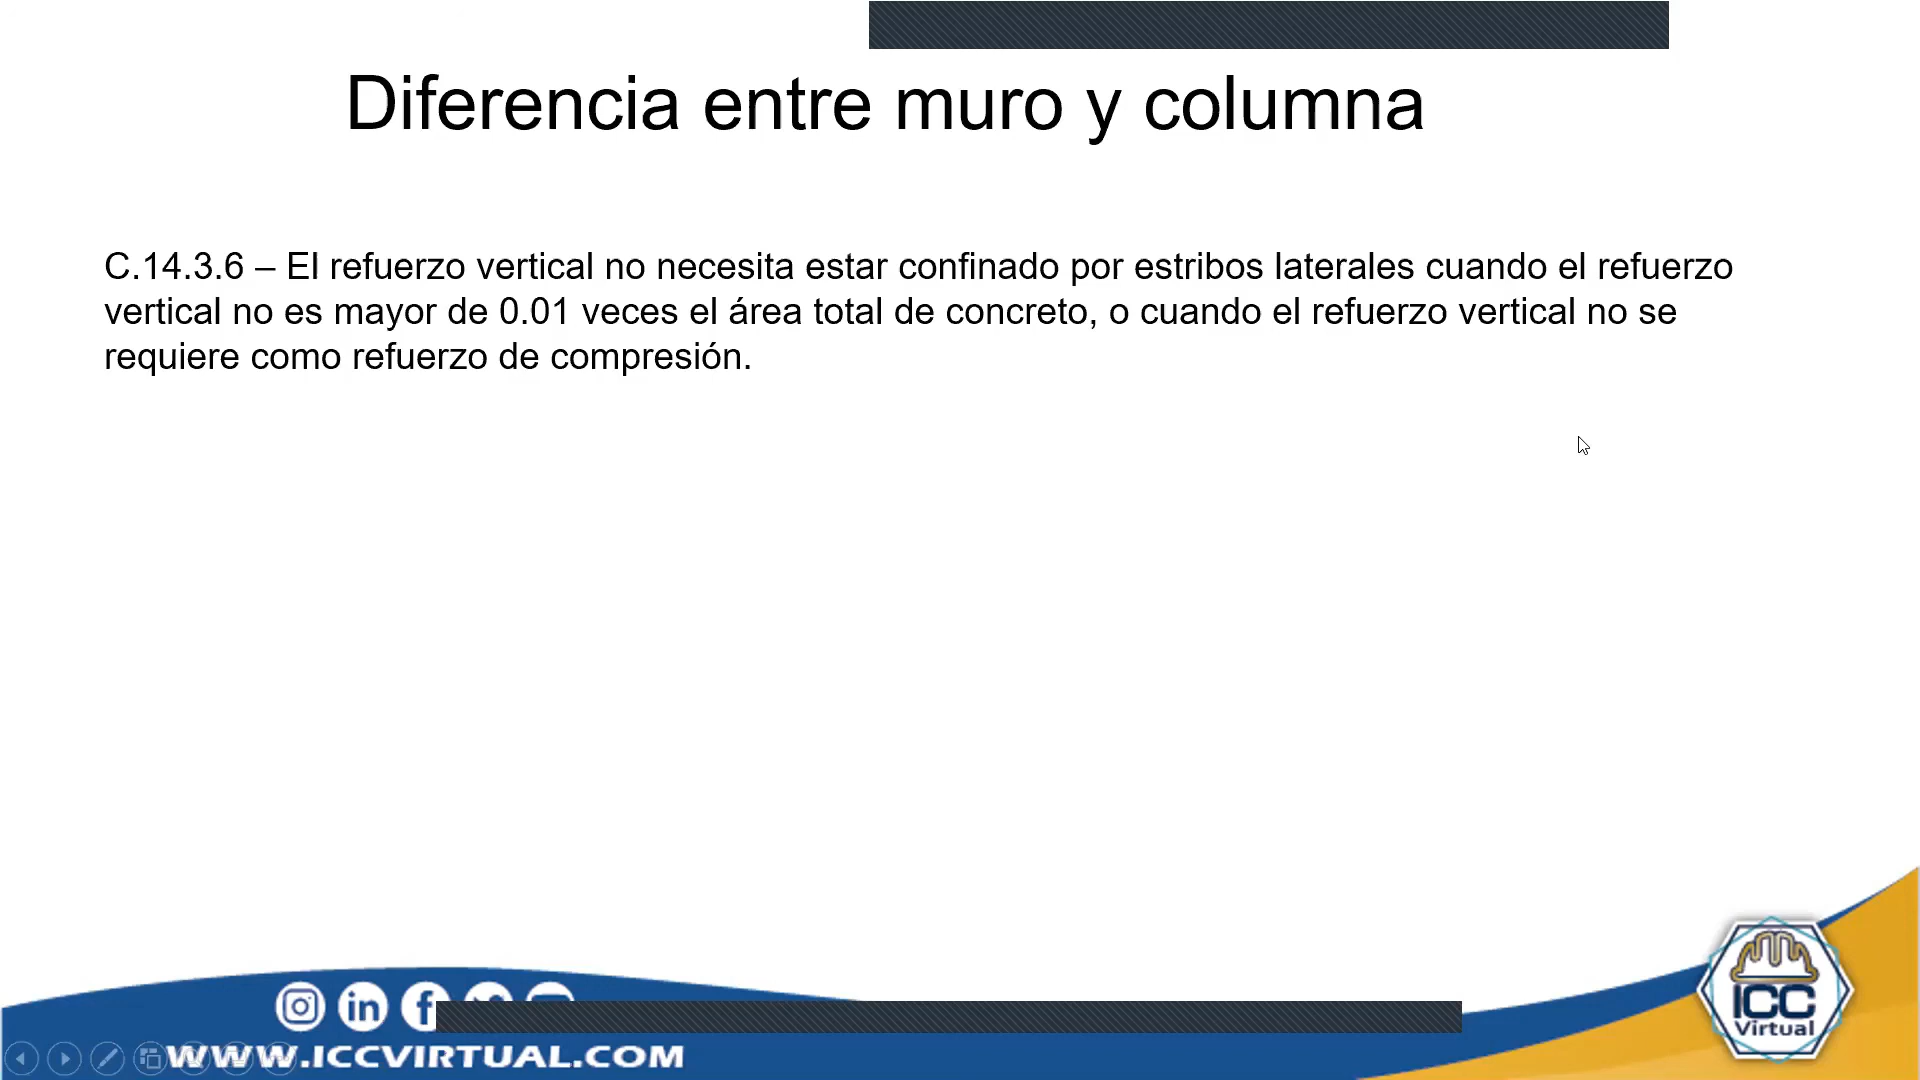 Diferencia entre muro y columna
C.14.3.6 – El refuerzo vertical no necesita estar confinado por estribos laterales cuando el refuerzo
vertical no es mayor de 0.01 veces el área total de concreto, o cuando el refuerzo vertical no se
requiere como refuerzo de compresión.
ICC
Virtual
WWW.ICCVIRTUAL.COM